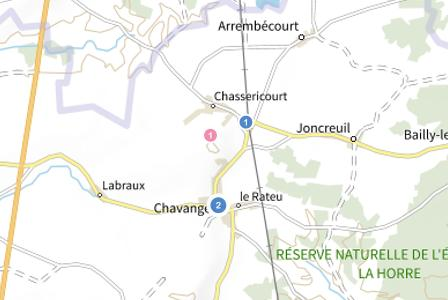 Arrembécourt
Chassericourt
1
1
Joncreuil
Bailly-le
Labraux
Chavange
2
le Rateu
RÉSERVE NATURELLE DE L'É
LA HORRE